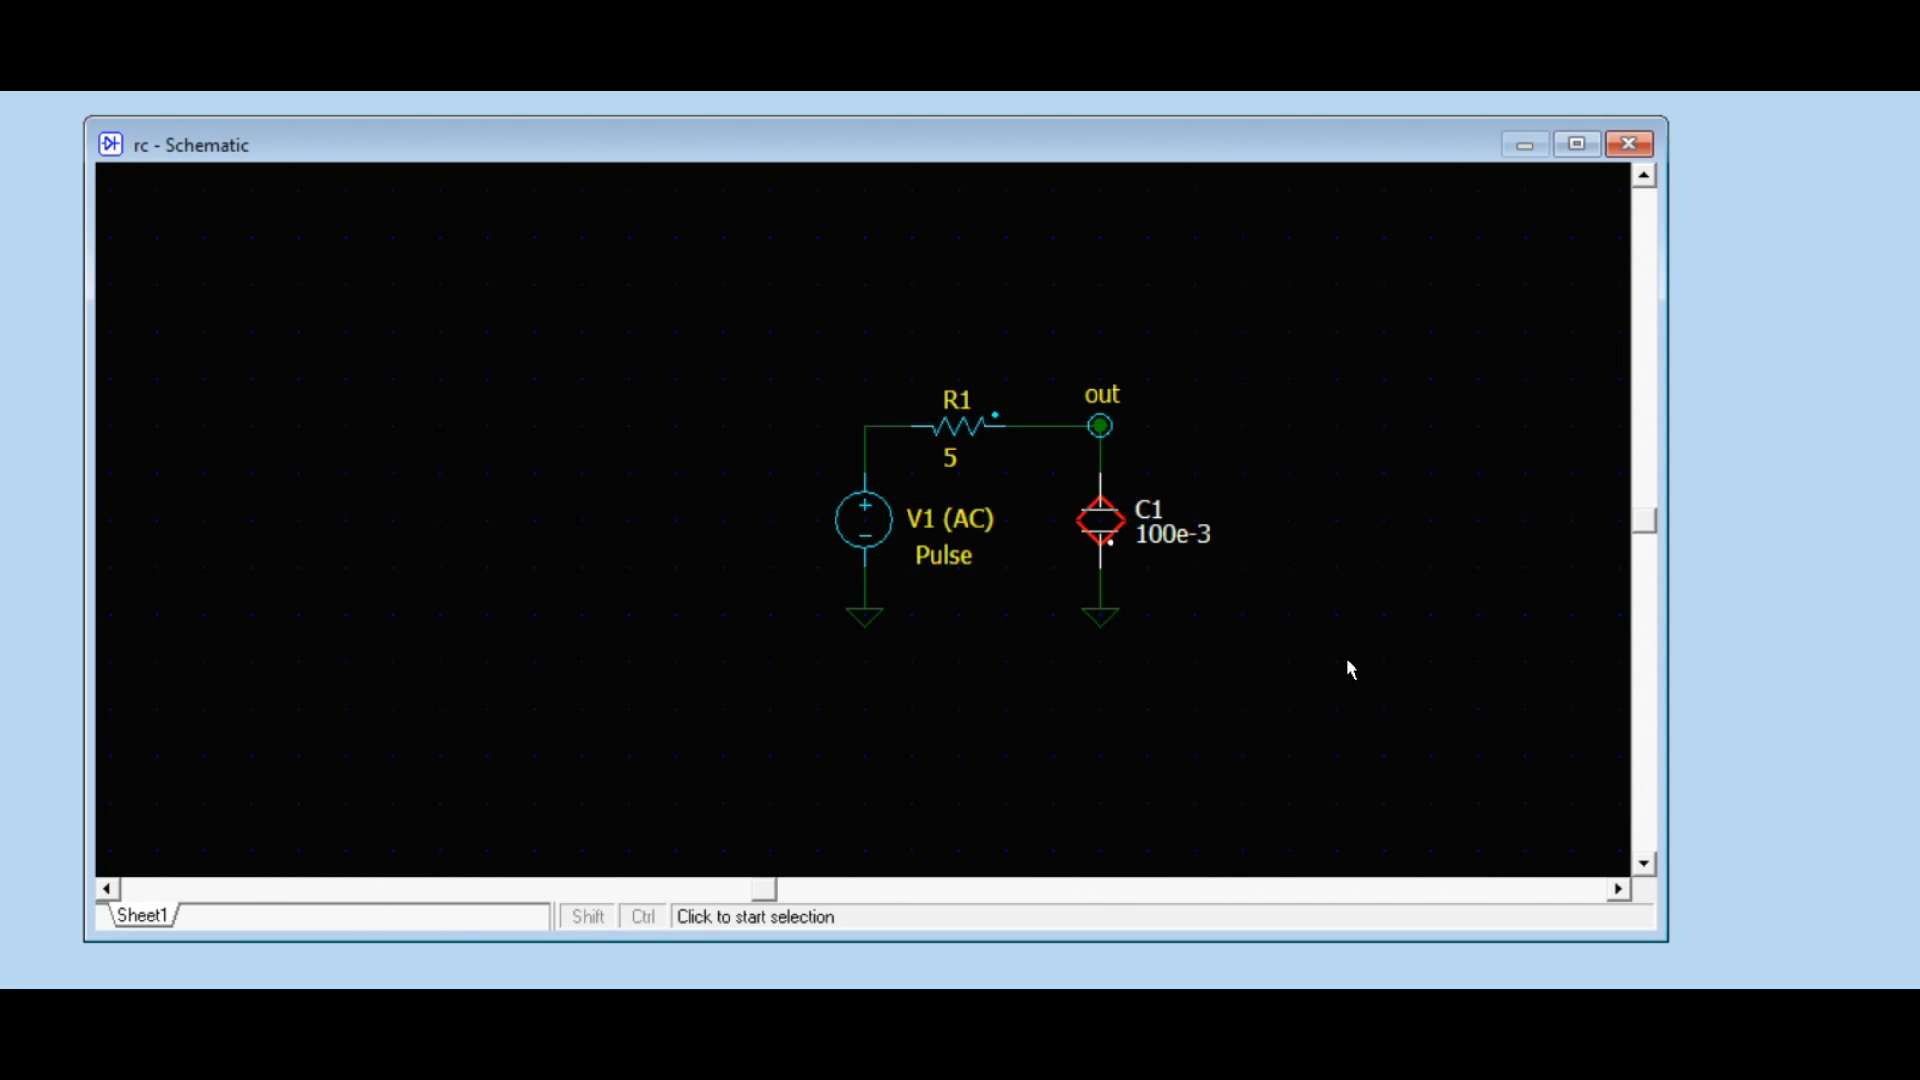 rc - Schematic
R1
5
out
V1 (AC)
Pulse
C1
100e-3
Sheet1
Shift
Ctrl
Click to start selection